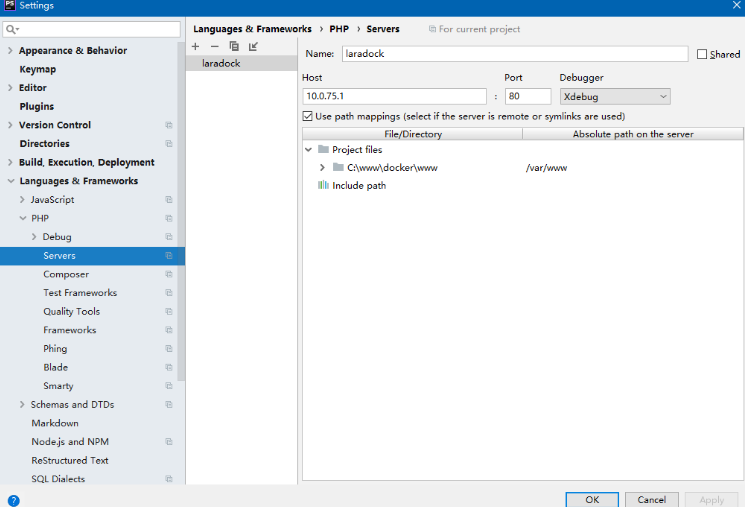 PS Settings
Languages & Frameworks › PHP › Servers For current project
Appearance & Behavior
Keymap
Editor
Plugins
Version Control
Directories
Build, Execution, Deployment
Languages & Frameworks
JavaScript
PHP
Debug
Servers
Composer
Test Frameworks
Quality Tools
Frameworks
Phing
Blade
Smarty
Schemas and DTDs
Markdown
Node.js and NPM
ReStructured Text
SQL Dialects
laradock
Name: laradock Shared
Host Port Debugger
10.0.75.1 : 80 Xdebug
Use path mappings (select if the server is remote or symlinks are used)
File/Directory Absolute path on the server
Project files
C:\www\docker\www /var/www
Include path
? OK Cancel Apply